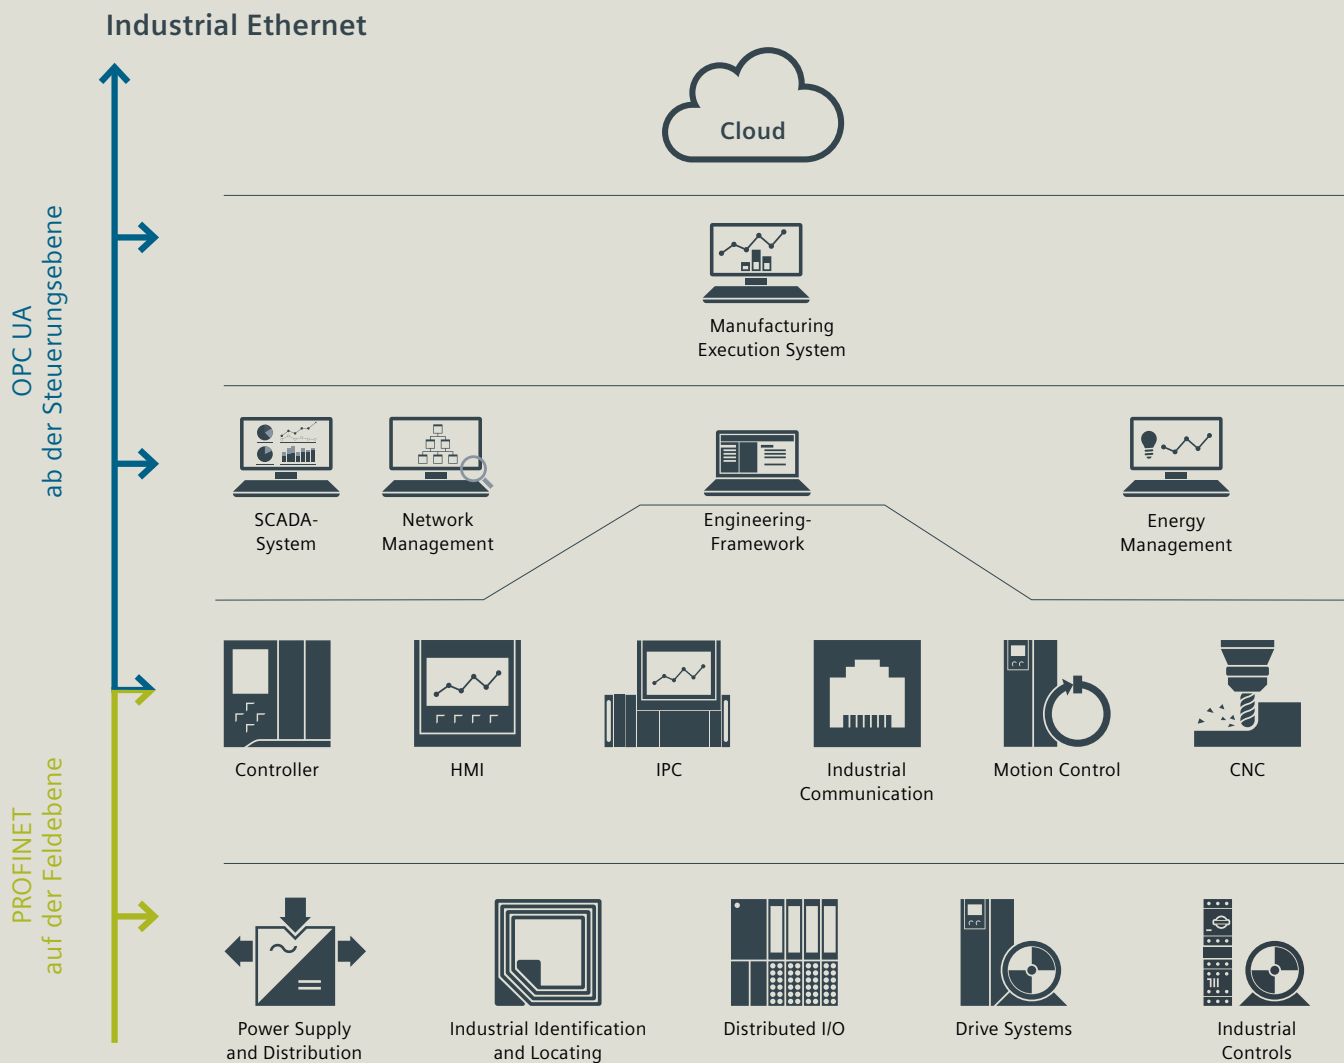 Industrial Ethernet
Cloud
OPC UA
ab der Steuerungsebene
Manufacturing
Execution System
SCADA-
System
Network
Management
Engineering-
Framework
Energy
Management
Controller
HMI
IPC
Industrial
Communication
Motion Control
CNC
PROFINET
auf der Feldebene
Power Supply
and Distribution
Industrial Identification
and Locating
Distributed I/O
Drive Systems
Industrial
Controls